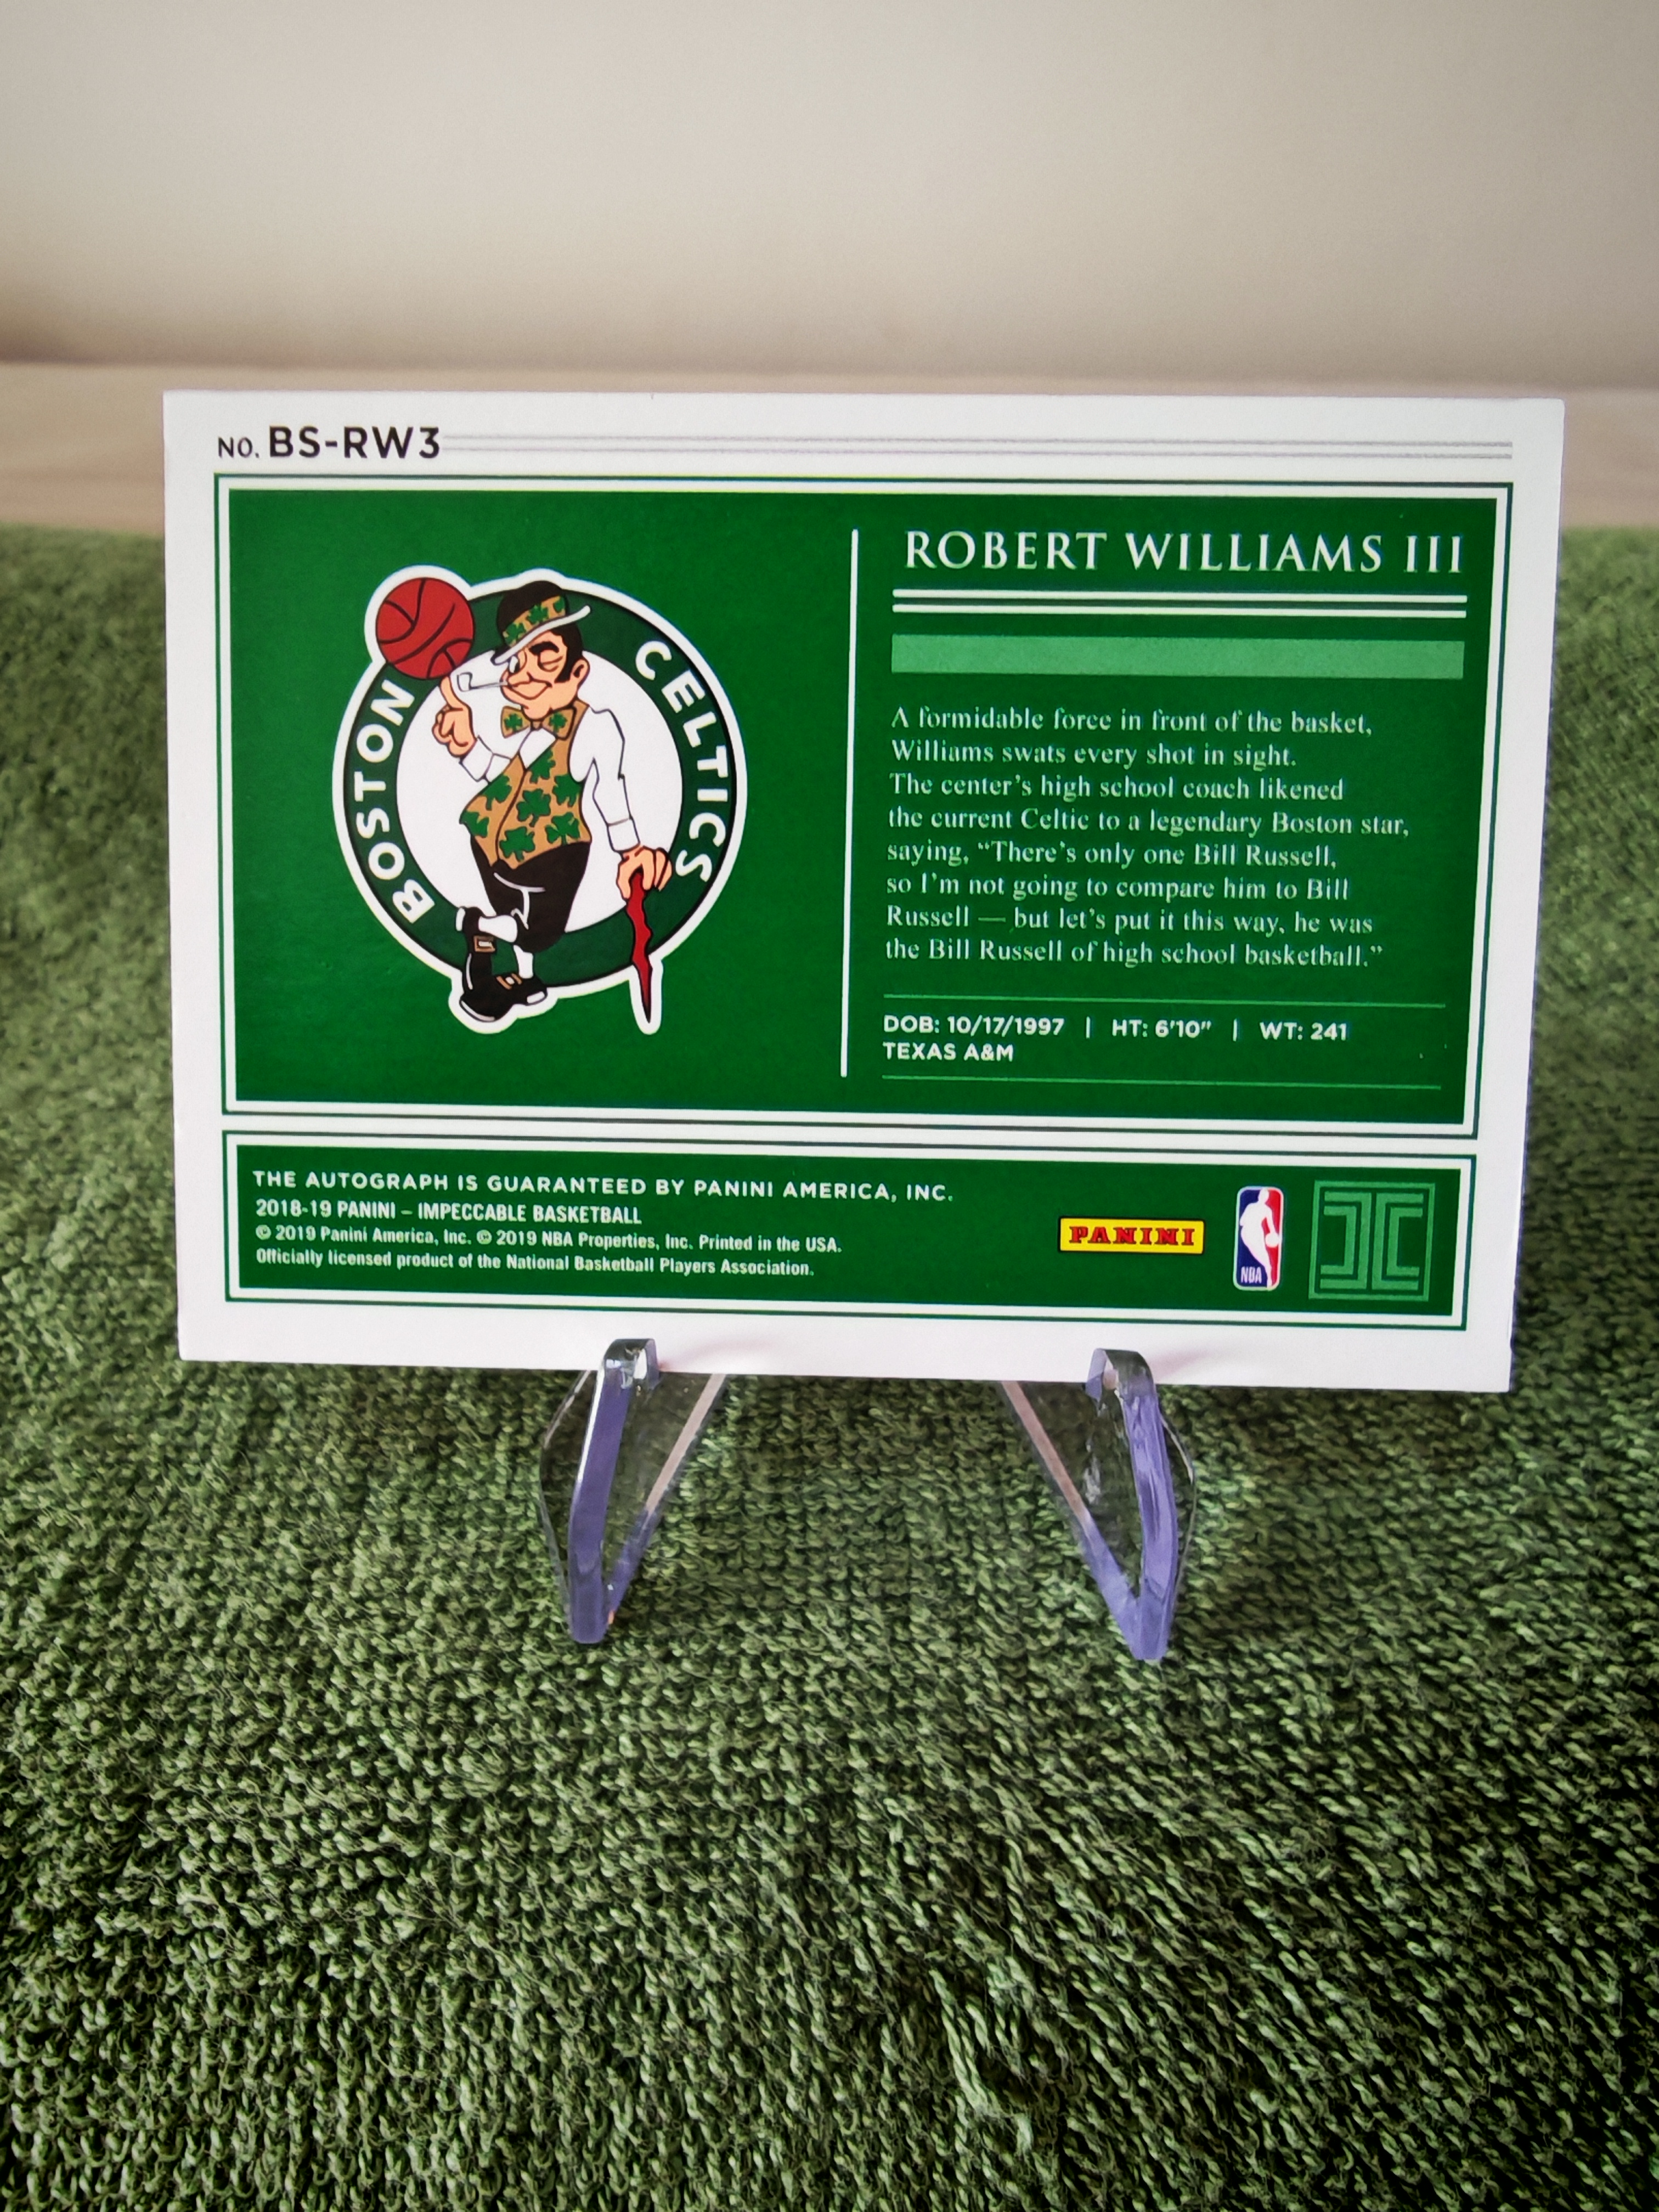 NO. BS-RW3
BOSTON CELTICS
ROBERT WILLIAMS III
A formidable force in front of the basket,
Williams swats every shot in sight.
The center's high school coach likened
the current Celtic to a legendary Boston star,
saying, “There's only one Bill Russell,
so I'm not going to compare him to Bill
Russell — but let's put it this way, he was
the Bill Russell of high school basketball.”
DOB: 10/17/1997 | HT: 6'10" | WT: 241
TEXAS A&M
THE AUTOGRAPH IS GUARANTEED BY PANINI AMERICA, INC.
2018-19 PANINI – IMPECCABLE BASKETBALL
© 2019 Panini America, Inc. © 2019 NBA Properties, Inc. Printed in the USA.
Officially licensed product of the National Basketball Players Association.
PANINI
NBA